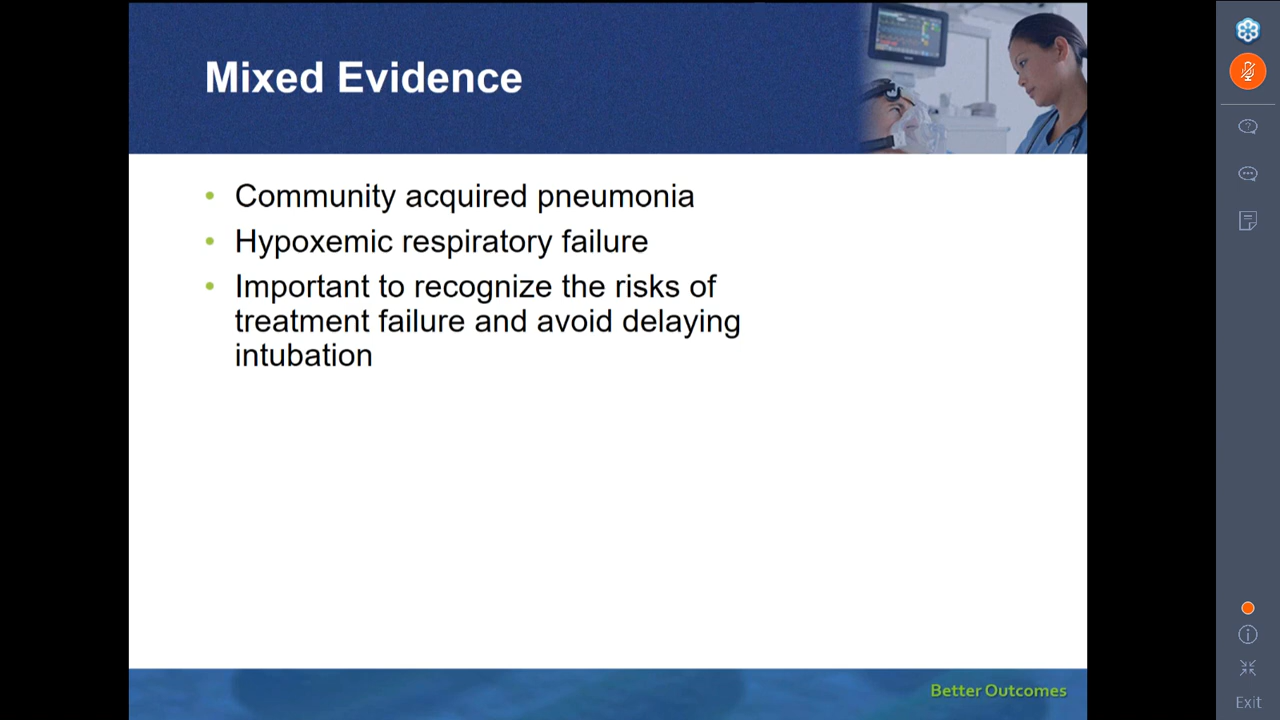 Mixed Evidence
• Community acquired pneumonia
• Hypoxemic respiratory failure
• Important to recognize the risks of
treatment failure and avoid delaying
intubation
Better Outcomes
Exit